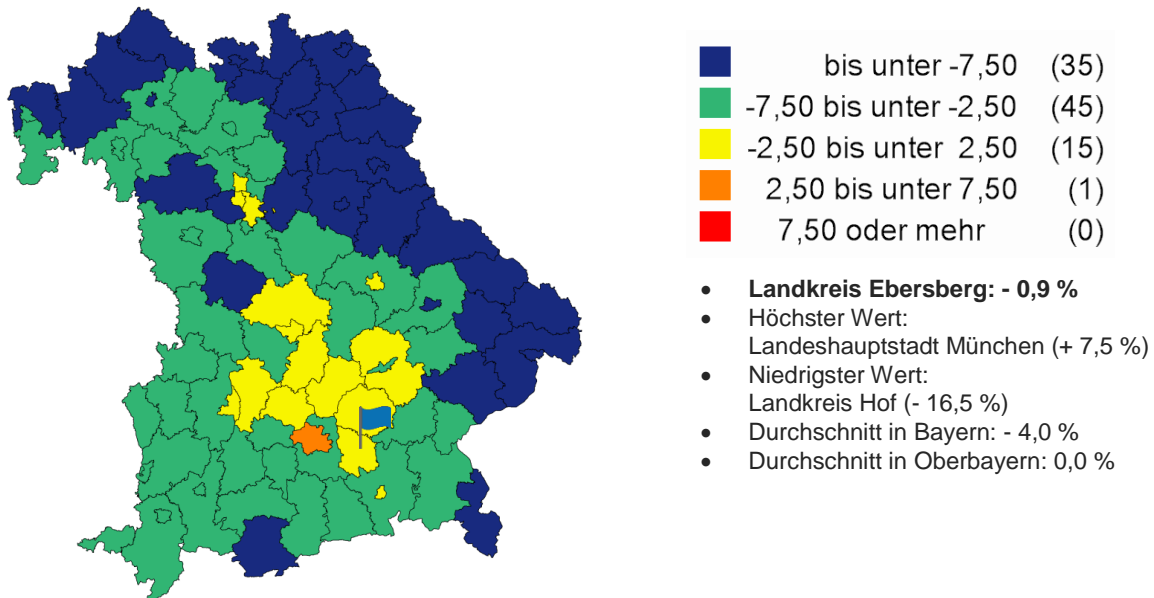 bis unter -7,50 (35)
-7,50 bis unter -2,50 (45)
-2,50 bis unter 2,50 (15)
2,50 bis unter 7,50 (1)
7,50 oder mehr (0)
• Landkreis Ebersberg: - 0,9 %
• Höchster Wert:
Landeshauptstadt München (+ 7,5 %)
• Niedrigster Wert:
Landkreis Hof (- 16,5 %)
• Durchschnitt in Bayern: - 4,0 %
• Durchschnitt in Oberbayern: 0,0 %